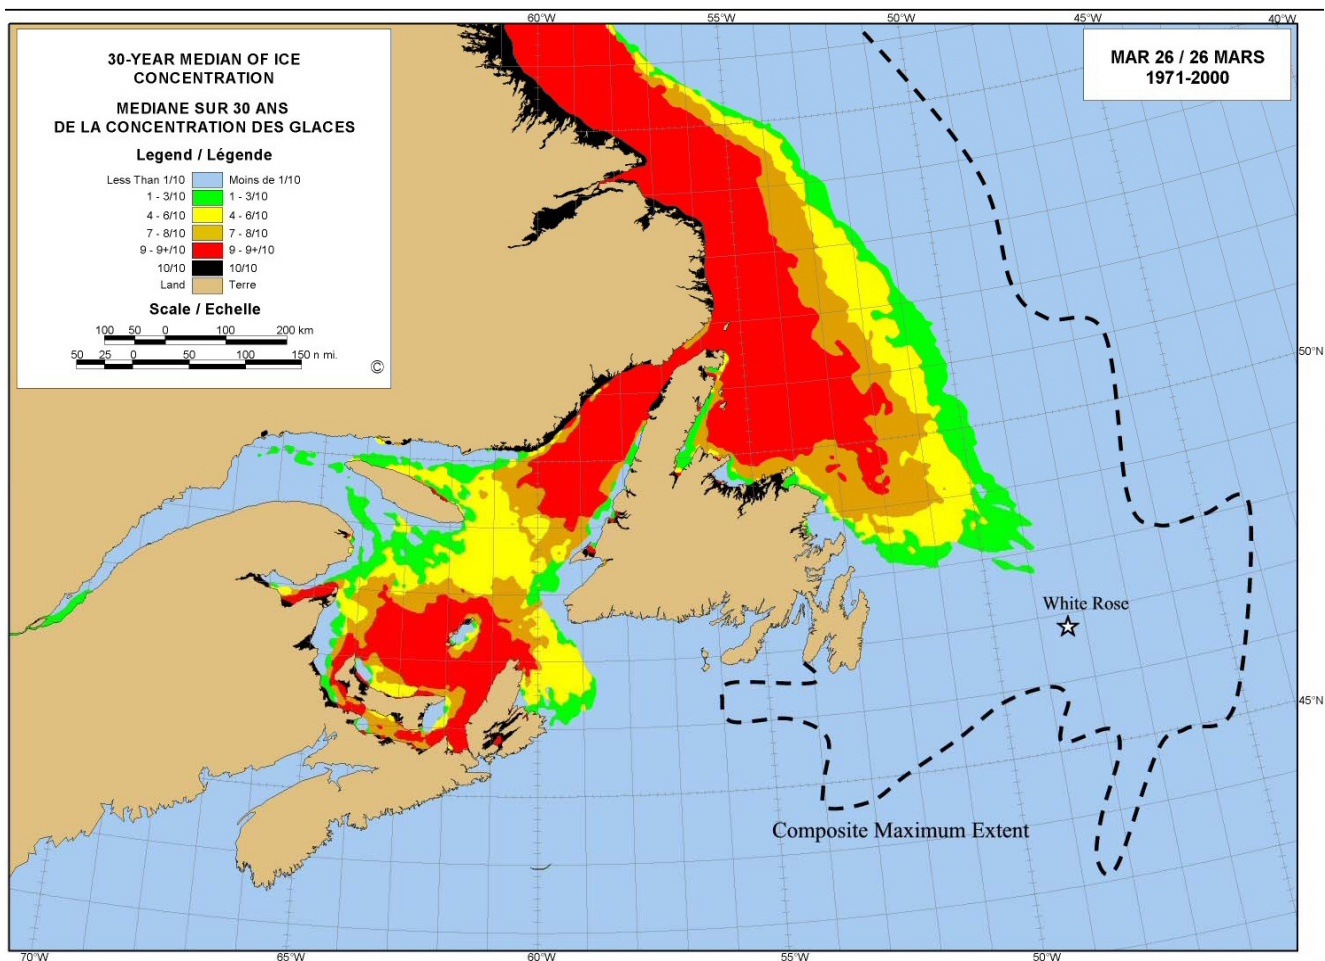 60°W 55°W 50°W 45°W 40°W
30-YEAR MEDIAN OF ICE
CONCENTRATION
MEDIANE SUR 30 ANS
DE LA CONCENTRATION DES GLACES
Legend / Légende
Less Than 1/10 Moins de 1/10
1 - 3/10 1 - 3/10
4 - 6/10 4 - 6/10
7 - 8/10 7 - 8/10
9 - 9+/10 9 - 9+/10
10/10 10/10
Land Terre
Scale / Echelle
100 50 0 100 200 km
50 25 0 50 100 150 n mi.
©
MAR 26 / 26 MARS
1971-2000
50°N
White Rose
45°N
Composite Maximum Extent
70°W 65°W 60°W 55°W 50°W